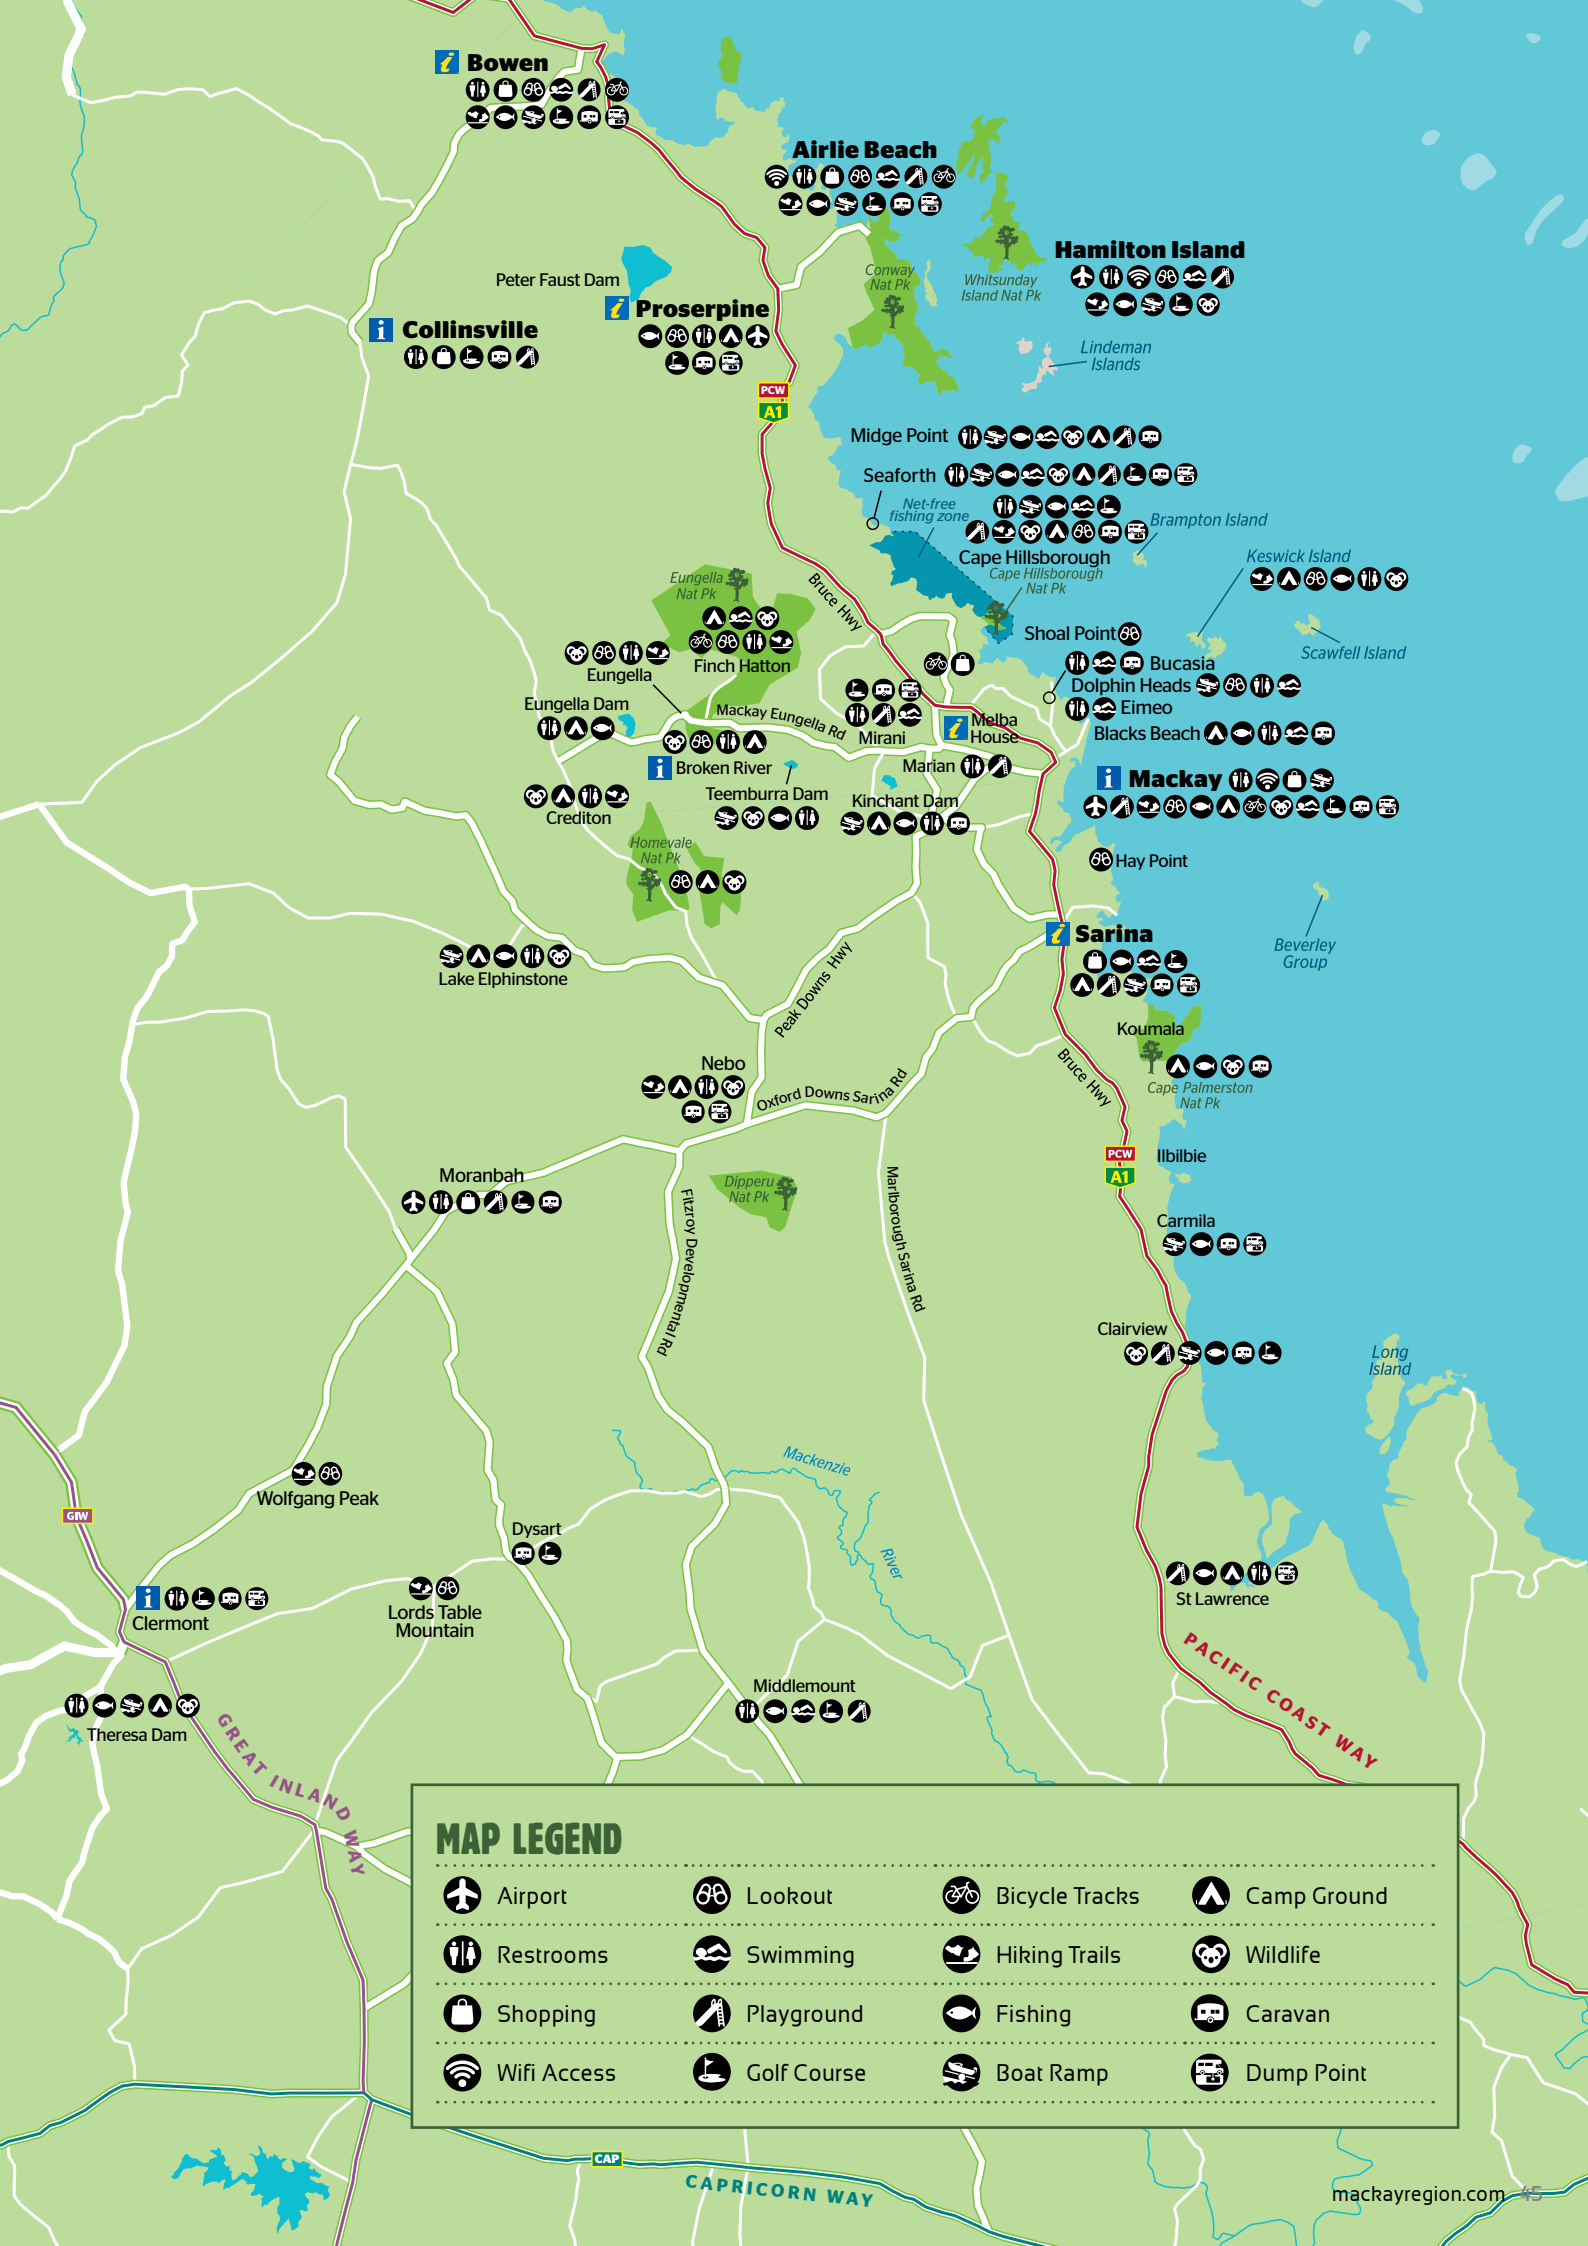 Bowen
Airlie Beach
Hamilton Island
Conway
Nat Pk
Whitsunday
Island Nat Pk
Peter Faust Dam
Proserpine
Collinsville
Lindeman
Islands
PCW
A1
Midge Point
Seaforth
Net-free
fishing zone
Brampton Island
Cape Hillsborough
Cape Hillsborough
Nat Pk
Keswick Island
Eungella
Nat Pk
Bruce Hwy
Shoal Point
Scawfell Island
Finch Hatton
Eungella
Bucasia
Dolphin Heads
Eimeo
Eungella Dam
Mackay Eungella Rd
Mirani
Melba
House
Blacks Beach
Broken River
Marian
Mackay
Teemburra Dam
Kinchant Dam
Crediton
Homevale
Nat Pk
Hay Point
Sarina
Beverley
Group
Lake Elphinstone
Peak Downs Hwy
Koumala
Nebo
Oxford Downs Sarina Rd
Bruce Hwy
Cape Palmerston
Nat Pk
PCW
A1
Ilbilbie
Moranbah
Dipperu
Nat Pk
Marlborough Sarina Rd
Fitzroy Developmental Rd
Carmila
Clairview
Long
Island
Mackenzie
River
Wolfgang Peak
GIW
Dysart
Clermont
Lords Table
Mountain
St Lawrence
PACIFIC COAST WAY
Middlemount
Theresa Dam
GREAT INLAND WAY
MAP LEGEND
Airport
Lookout
Bicycle Tracks
Camp Ground
Restrooms
Swimming
Hiking Trails
Wildlife
Shopping
Playground
Fishing
Caravan
Wifi Access
Golf Course
Boat Ramp
Dump Point
CAP
CAPRICORN WAY
mackayregion.com 45